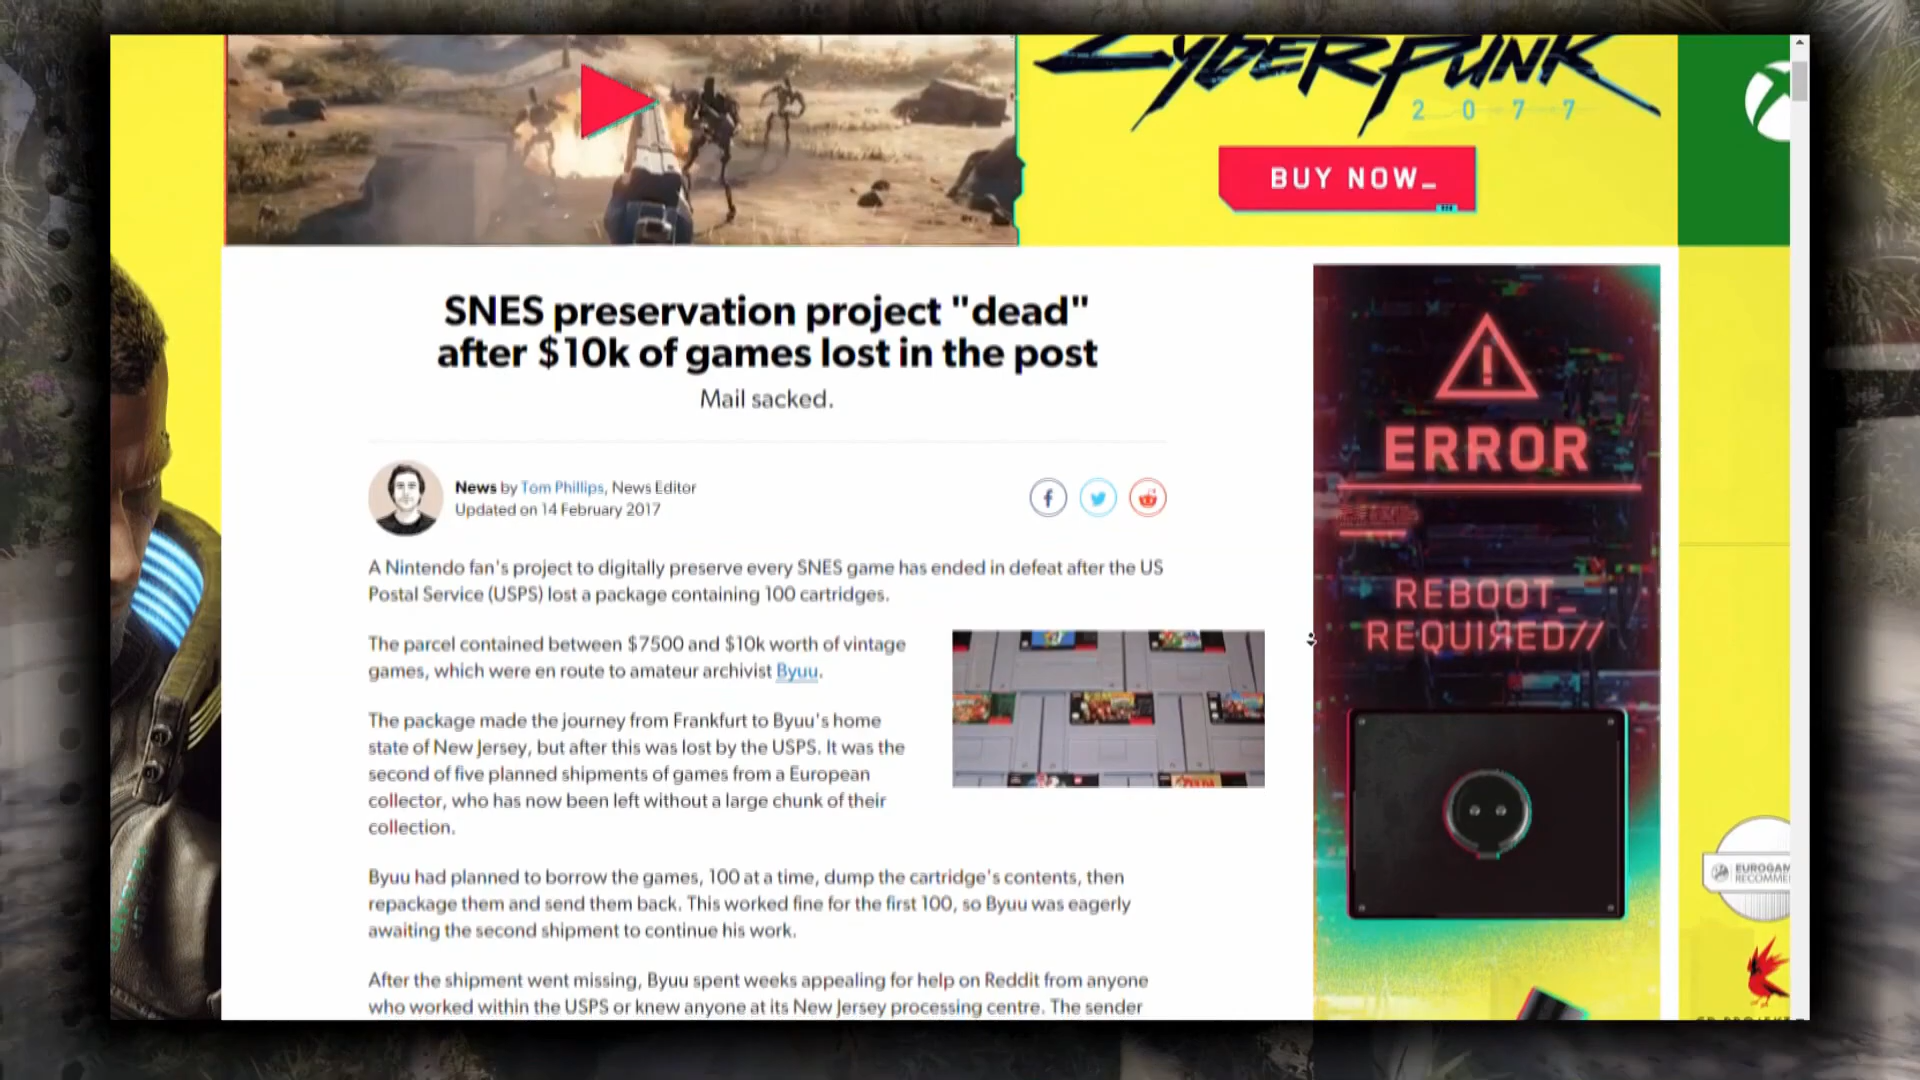 CYBERPUNK
2077
BUY NOW_
SNES preservation project "dead"
after $10k of games lost in the post
Mail sacked.
News by Tom Phillips, News Editor
Updated on 14 February 2017
A Nintendo fan's project to digitally preserve every SNES game has ended in defeat after the US
Postal Service (USPS) lost a package containing 100 cartridges.
The parcel contained between $7500 and $10k worth of vintage
games, which were en route to amateur archivist Byuu.
The package made the journey from Frankfurt to Byuu's home
state of New Jersey, but after this was lost by the USPS. It was the
second of five planned shipments of games from a European
collector, who has now been left without a large chunk of their
collection.
Byuu had planned to borrow the games, 100 at a time, dump the cartridge's contents, then
repackage them and send them back. This worked fine for the first 100, so Byuu was eagerly
awaiting the second shipment to continue his work.
After the shipment went missing, Byuu spent weeks appealing for help on Reddit from anyone
who worked within the USPS or knew anyone at its New Jersey processing centre. The sender
ERROR
REBOOT_
REQUIRED//
EUROGAM
RECOMME